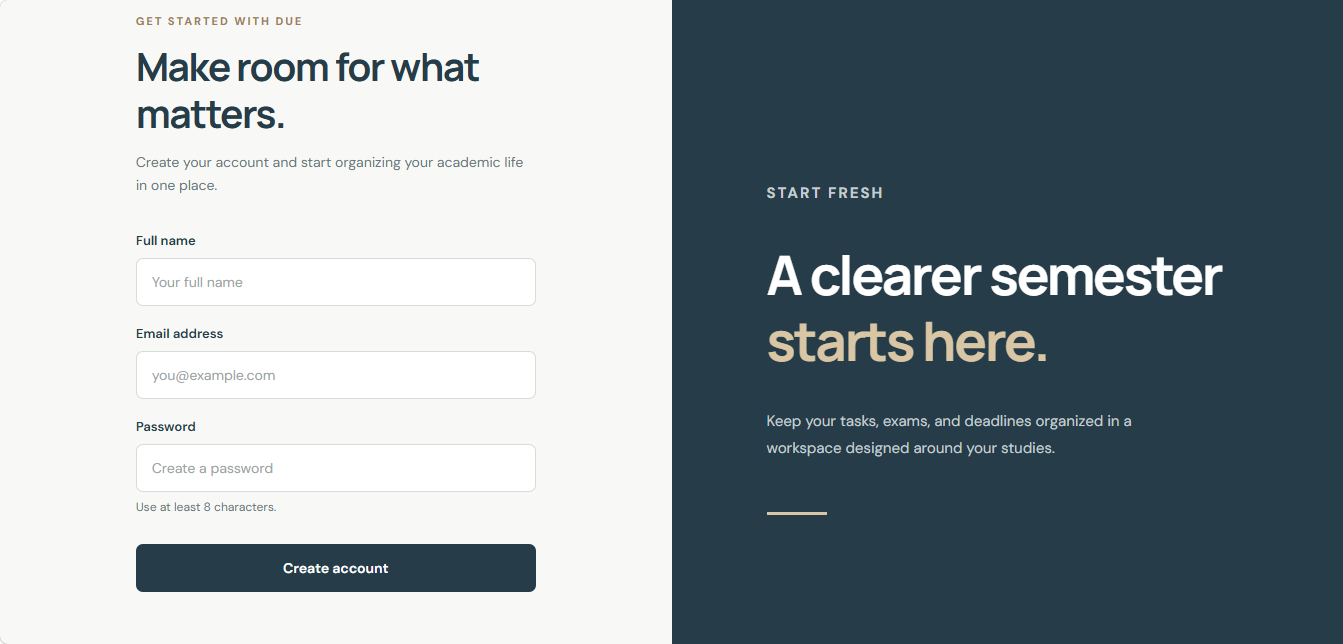 GET STARTED WITH DUE
Make room for what
matters.
Create your account and start organizing your academic life
in one place.
Full name
Your full name
Email address
you@example.com
Password
Create a password
Use at least 8 characters.
Create account
START FRESH
A clearer semester
starts here.
Keep your tasks, exams, and deadlines organized in a
workspace designed around your studies.